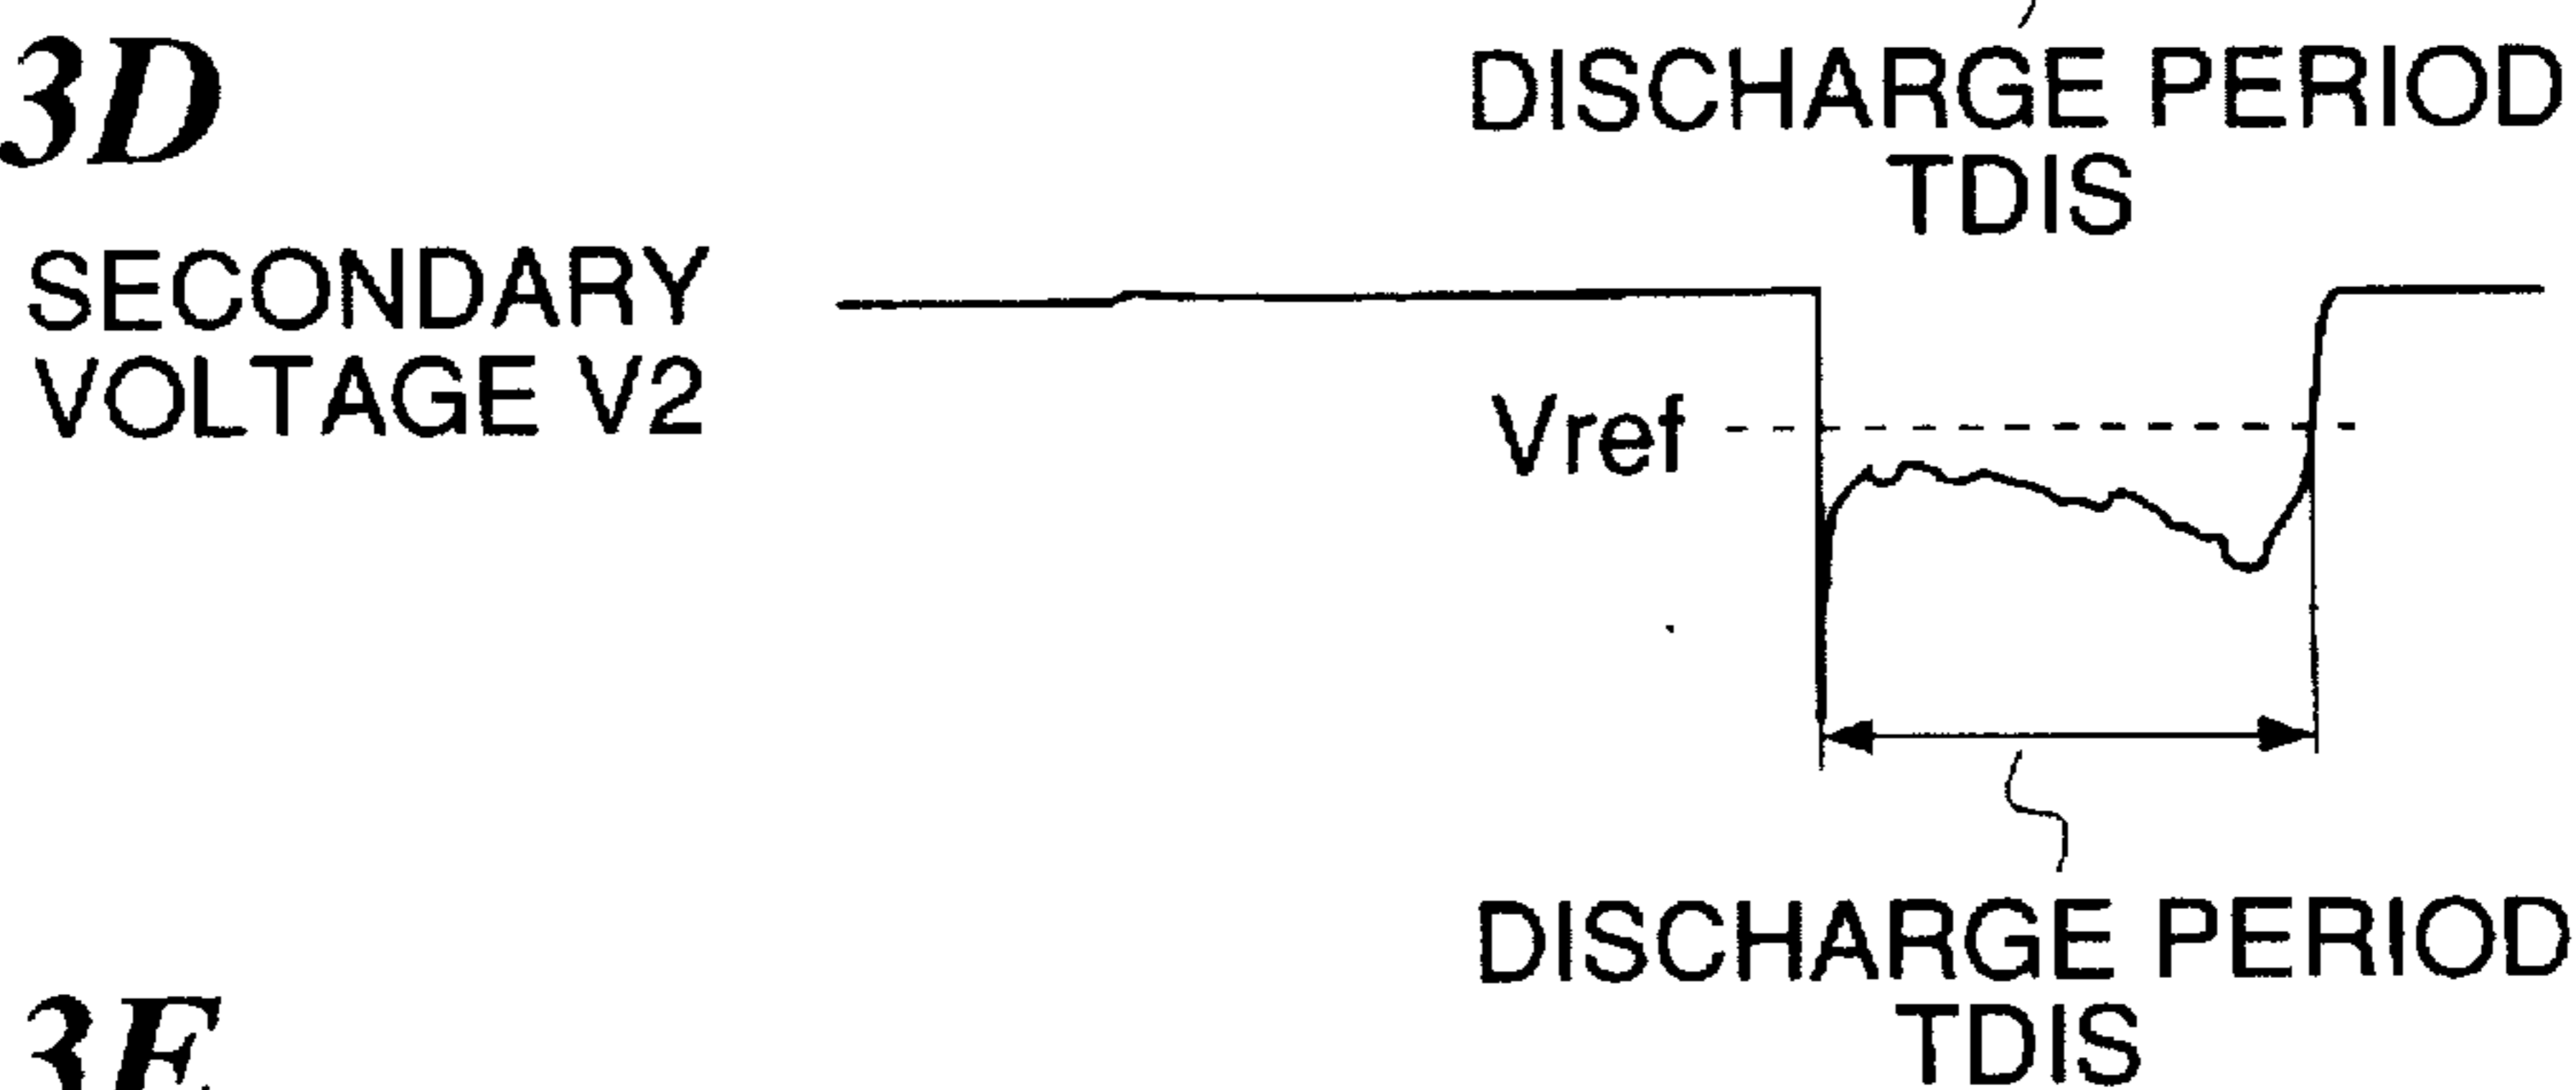 3D
DISCHARGE PERIOD
TDIS
SECONDARY
VOLTAGE V2
Vref
DISCHARGE PERIOD
TDIS